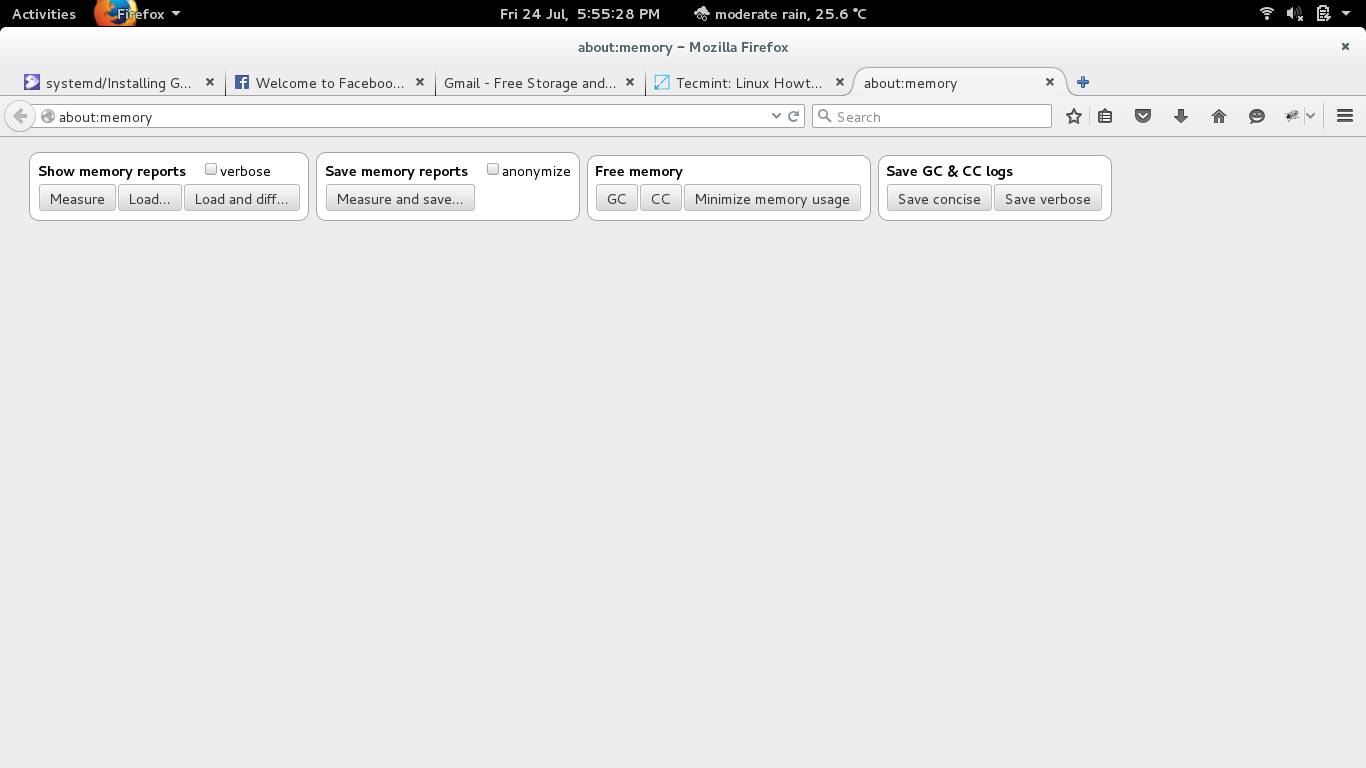 Activities Firefox Fri 24 Jul, 5:55:28 PM moderate rain, 25.6 °C
about:memory - Mozilla Firefox
systemd/Installing G... Welcome to Faceboo... Gmail - Free Storage and... Tecmint: Linux Howt... about:memory
about:memory Search
Show memory reports verbose Save memory reports anonymize Free memory Save GC & CC logs
Measure Load... Load and diff... Measure and save... GC CC Minimize memory usage Save concise Save verbose